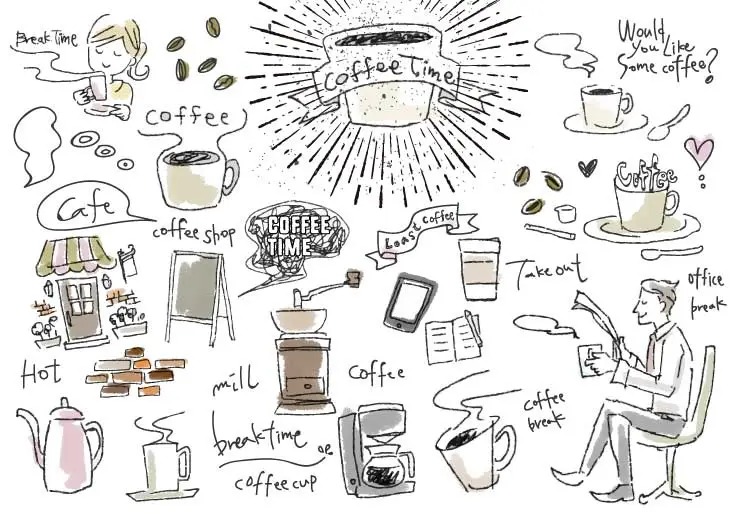 Break Time
Coffee Time
Would
You Like
Some coffee?
coffee
Coffee
Cafe
coffee shop
COFFEE
TIME
Roast coffee
Take out
office
break
Hot
mill
Coffee
coffee
break
break time
coffee cup